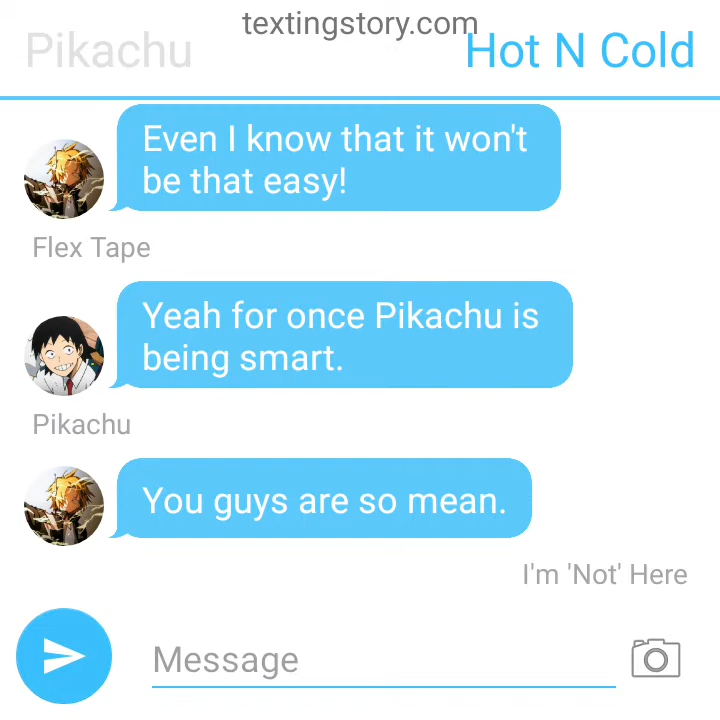 textingstory.com
Pikachu
Hot N Cold
Even I know that it won't
be that easy!
Flex Tape
Yeah for once Pikachu is
being smart.
Pikachu
You guys are so mean.
I'm 'Not' Here
Message